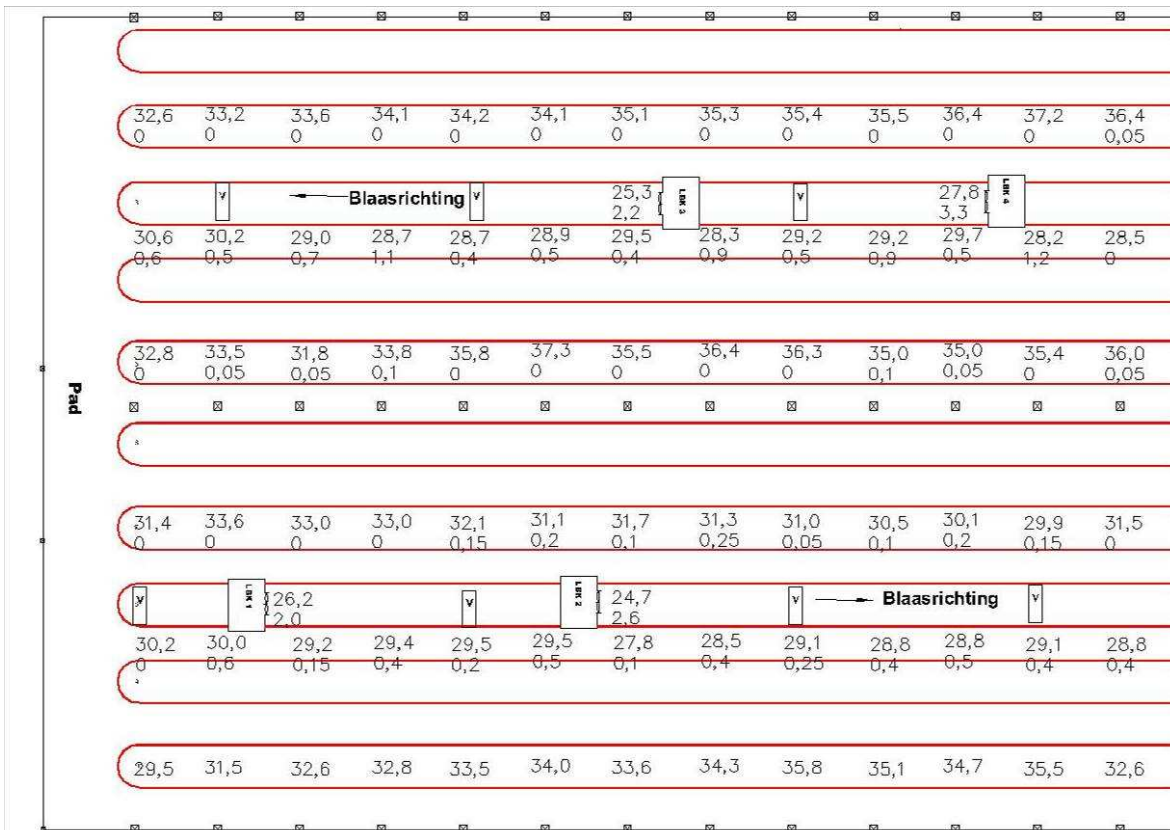 32,6 33,2 33,6 34,1 34,2 34,1 35,1 35,3 35,4 35,5 36,4 37,2 36,4
0 0 0 0 0 0 0 0 0 0 0 0 0,05
V Blaasrichting V 25,3 LBK 3 V 27,8 LBK 4
2,2 3,3
30,6 30,2 29,0 28,7 28,7 28,9 29,5 28,3 29,2 29,2 29,7 28,2 28,5
0,6 0,5 0,7 1,1 0,4 0,5 0,4 0,9 0,5 0,9 0,5 1,2 0
32,8 33,5 31,8 33,8 35,8 37,3 35,5 36,4 36,3 35,0 35,0 35,4 36,0
0 0,05 0,05 0,1 0 0 0 0 0 0,1 0,05 0 0,05
Pad
31,4 33,6 33,0 33,0 32,1 31,1 31,7 31,3 31,0 30,5 30,1 29,9 31,5
0 0 0 0 0,15 0,2 0,1 0,25 0,05 0,1 0,2 0,15 0
V LBK 1 26,2 V LBK 2 24,7 V Blaasrichting V
2,0 2,6
30,2 30,0 29,2 29,4 29,5 29,5 27,8 28,5 29,1 28,8 28,8 29,1 28,8
0 0,6 0,15 0,4 0,2 0,5 0,1 0,4 0,25 0,4 0,5 0,4 0,4
29,5 31,5 32,6 32,8 33,5 34,0 33,6 34,3 35,8 35,1 34,7 35,5 32,6